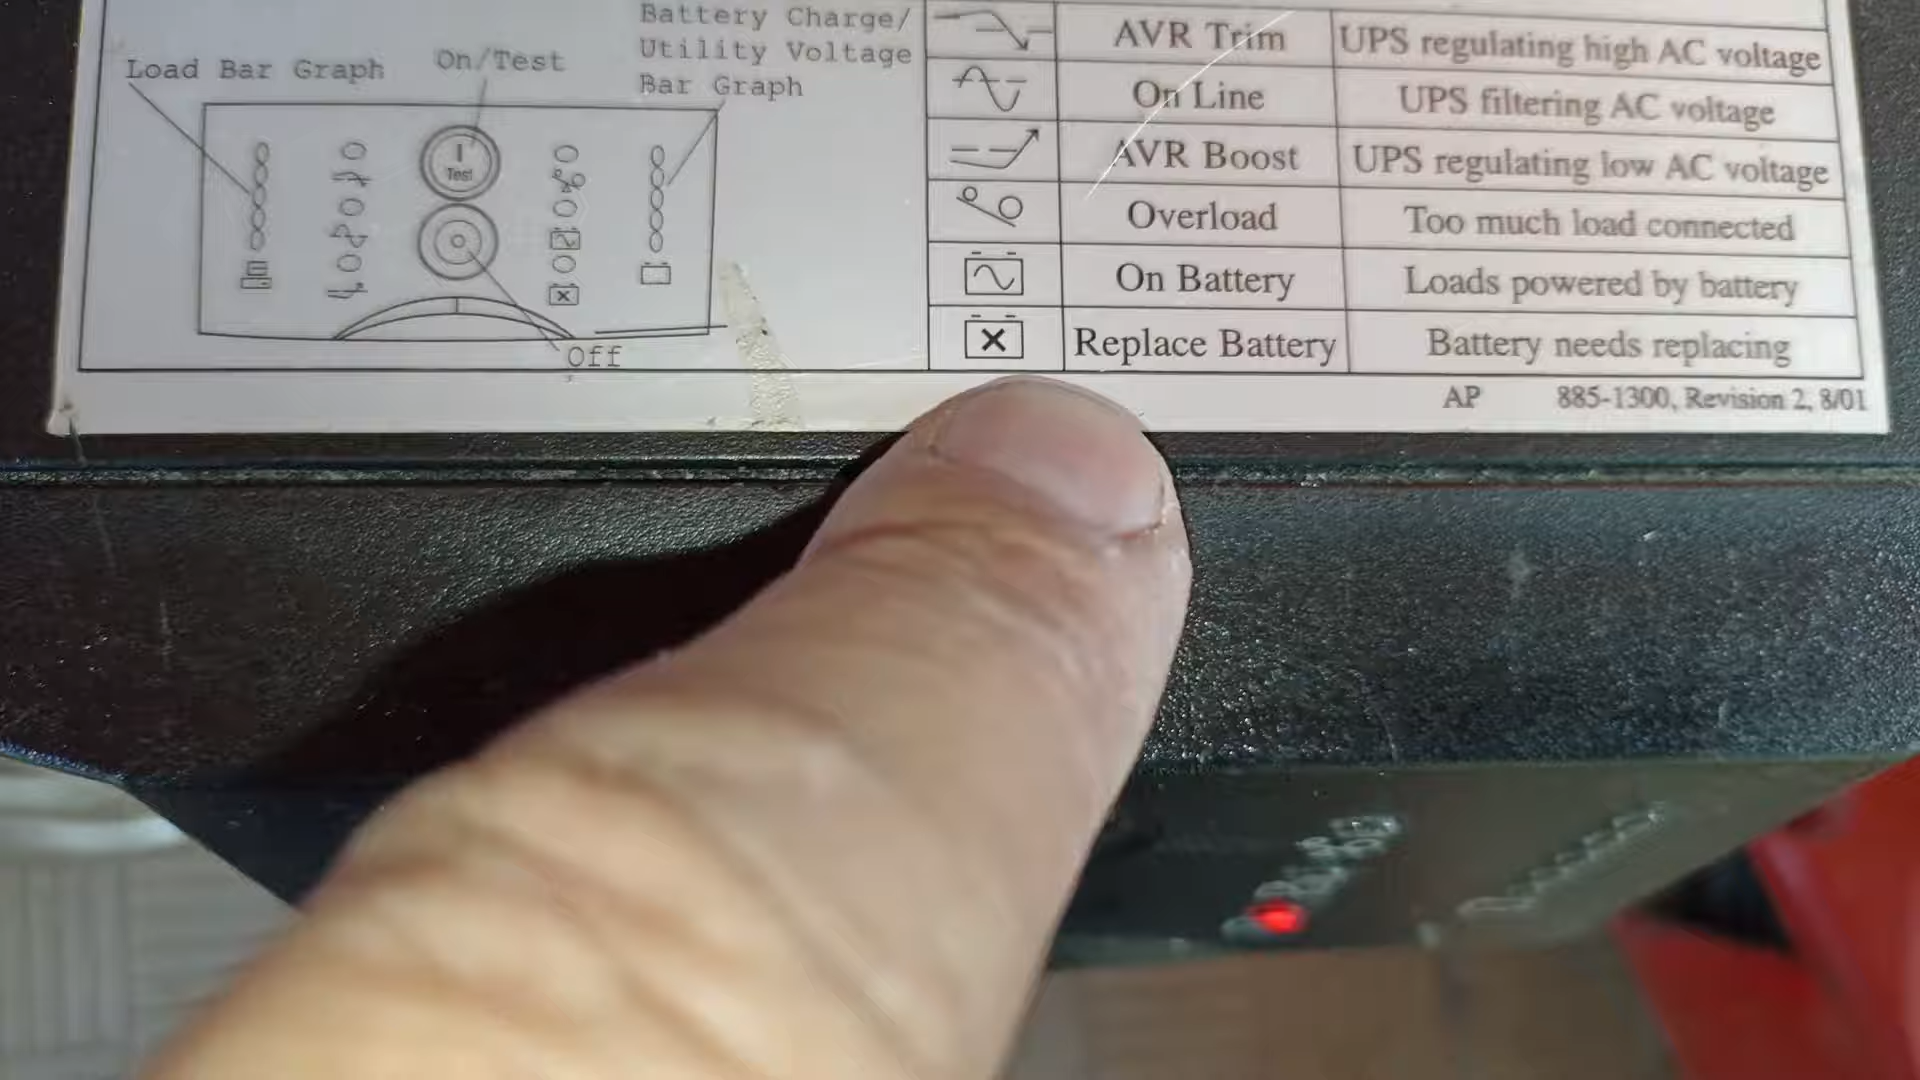 Battery Charge/
Utility Voltage
Bar Graph
Load Bar Graph
On/Test
Test
Off
AVR Trim UPS regulating high AC voltage
On Line UPS filtering AC voltage
AVR Boost UPS regulating low AC voltage
Overload Too much load connected
On Battery Loads powered by battery
Replace Battery Battery needs replacing
AP 885-1300, Revision 2, 8/01